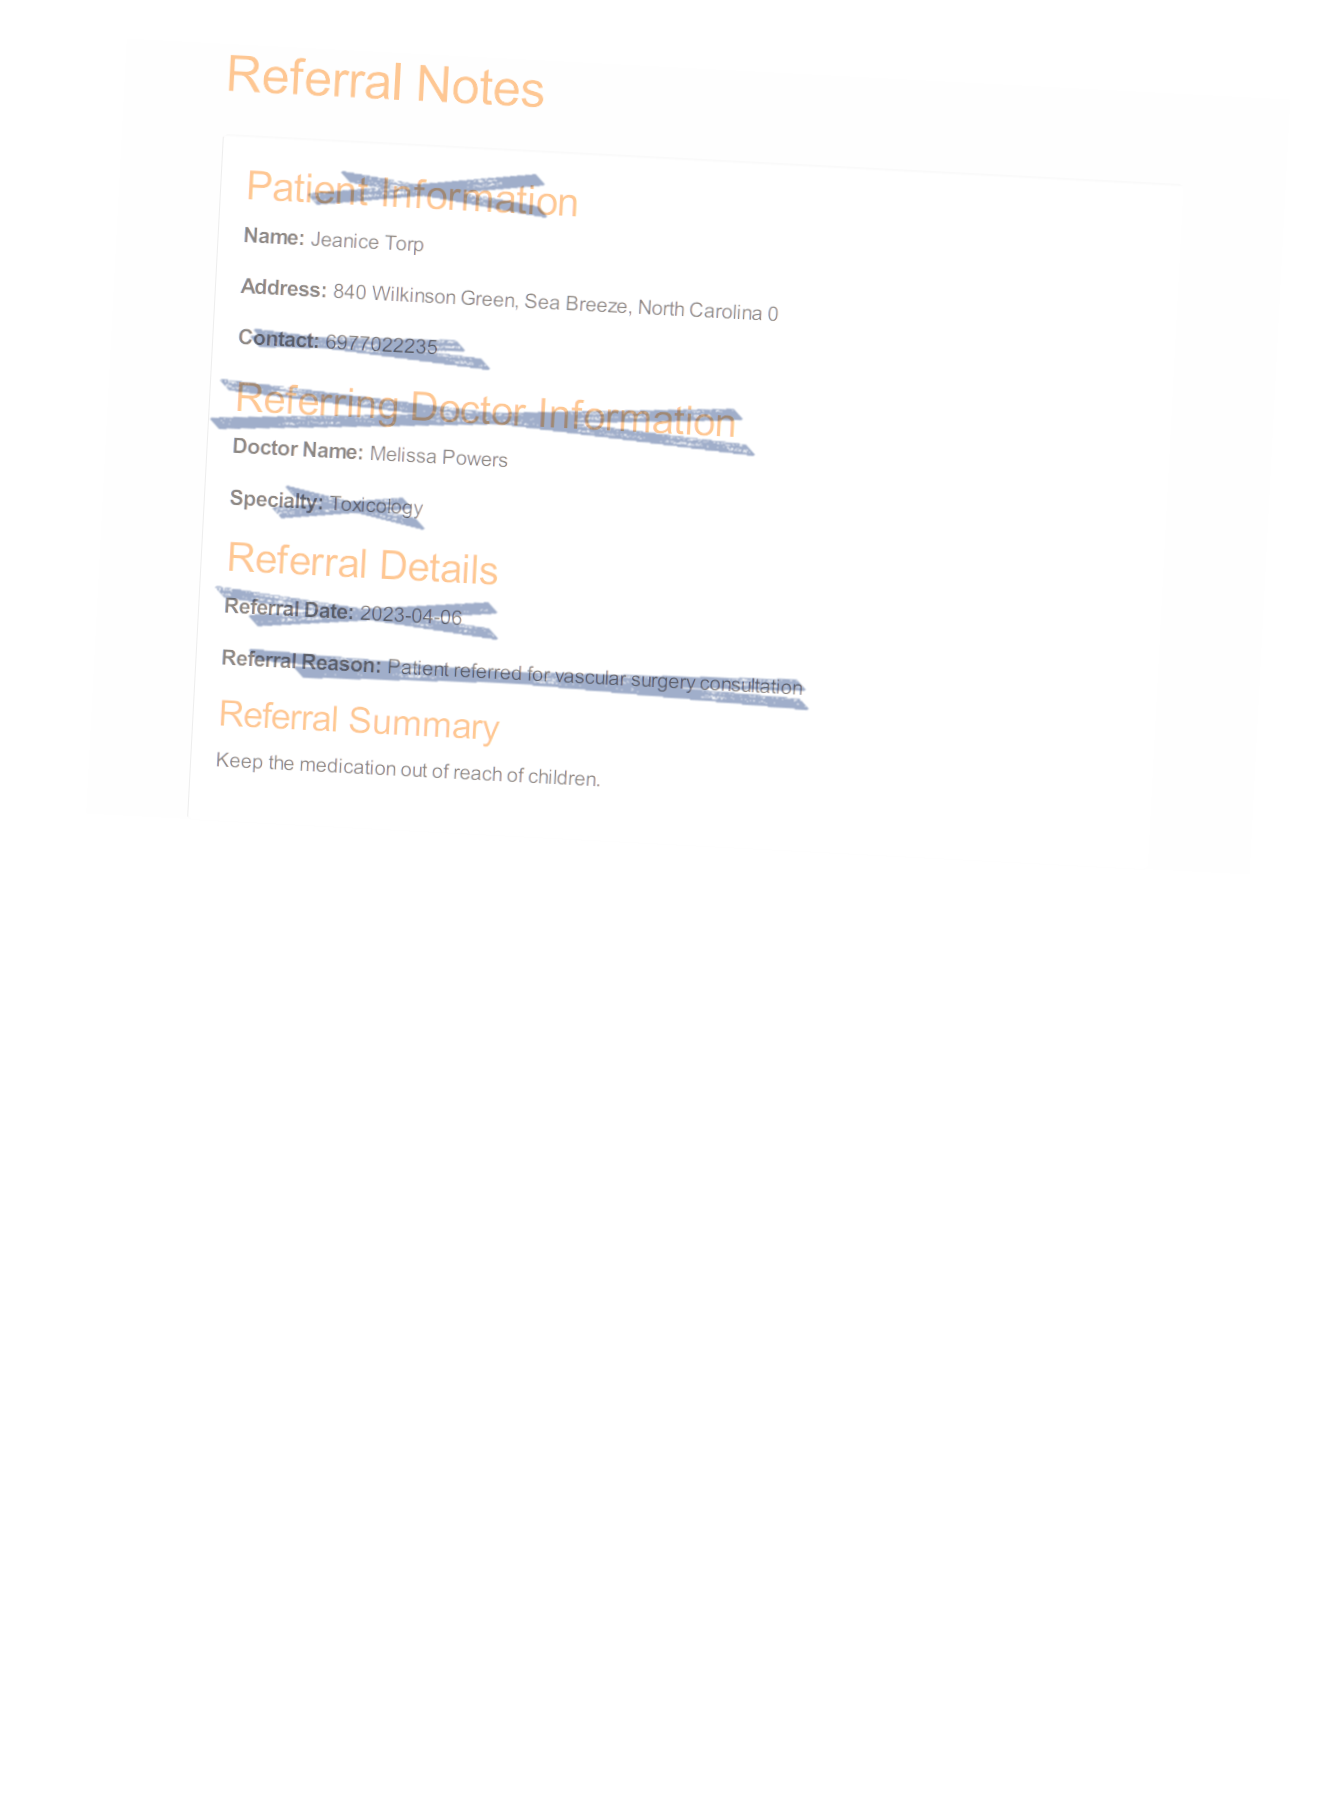 Referral Notes
Patient Information
Name: Jeanice Torp
Address: 840 Wilkinson Green, Sea Breeze, North Carolina 0
Contact: 6977022235
Referring Doctor Information
Doctor Name: Melissa Powers
Specialty: Toxicology
Referral Details
Referral Date: 2023-04-06
Referral Reason: Patient referred for vascular surgery consultation
Referral Summary
Keep the medication out of reach of children.